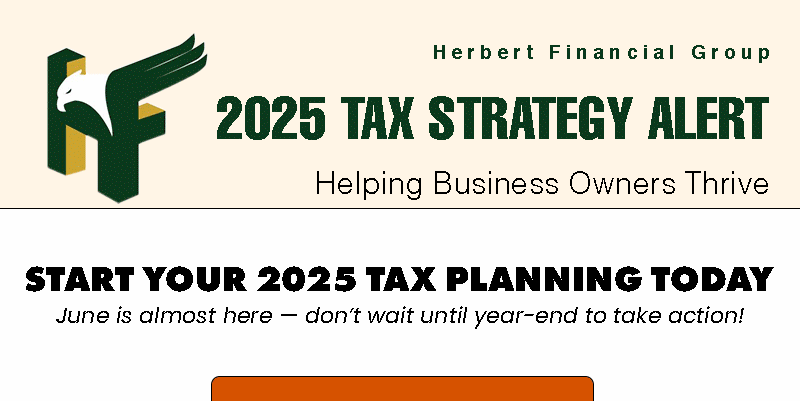 Herbert Financial Group
2025 TAX STRATEGY ALERT
Helping Business Owners Thrive
START YOUR 2025 TAX PLANNING TODAY
June is almost here — don't wait until year-end to take action!